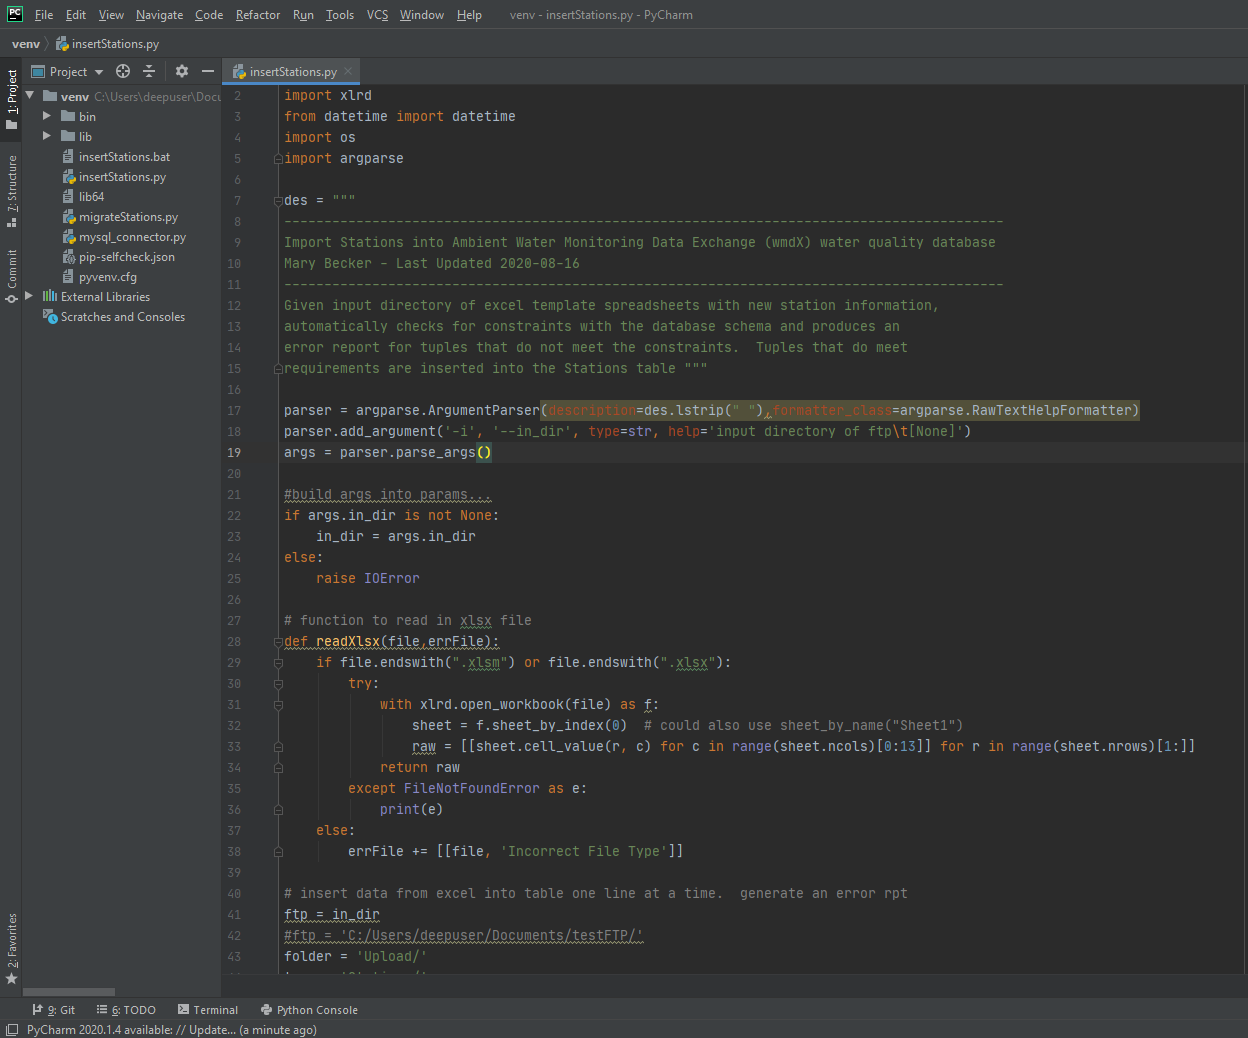 PC File Edit View Navigate Code Refactor Run Tools VCS Window Help venv - insertStations.py - PyCharm
venv insertStations.py
Project
insertStations.py
1: Project
7: Structure
Commit
2: Favorites
venv C:\Users\deepuser\Docu
bin
lib
insertStations.bat
insertStations.py
lib64
migrateStations.py
mysql_connector.py
pip-selfcheck.json
pyvenv.cfg
External Libraries
Scratches and Consoles
2 import xlrd
3 from datetime import datetime
4 import os
5 import argparse
6
7 des = """
8 ------------------------------------------------------------------------------------------
9 Import Stations into Ambient Water Monitoring Data Exchange (wmdX) water quality database
10 Mary Becker - Last Updated 2020-08-16
11 ------------------------------------------------------------------------------------------
12 Given input directory of excel template spreadsheets with new station information,
13 automatically checks for constraints with the database schema and produces an
14 error report for tuples that do not meet the constraints.  Tuples that do meet
15 requirements are inserted into the Stations table """
16
17 parser = argparse.ArgumentParser(description=des.lstrip(" "),formatter_class=argparse.RawTextHelpFormatter)
18 parser.add_argument('-i', '--in_dir', type=str, help='input directory of ftp\t[None]')
19 args = parser.parse_args()
20
21 #build args into params...
22 if args.in_dir is not None:
23     in_dir = args.in_dir
24 else:
25     raise IOError
26
27 # function to read in xlsx file
28 def readXlsx(file,errFile):
29     if file.endswith(".xlsm") or file.endswith(".xlsx"):
30         try:
31             with xlrd.open_workbook(file) as f:
32                 sheet = f.sheet_by_index(0)  # could also use sheet_by_name("Sheet1")
33                 raw = [[sheet.cell_value(r, c) for c in range(sheet.ncols)[0:13]] for r in range(sheet.nrows)[1:]]
34             return raw
35         except FileNotFoundError as e:
36             print(e)
37     else:
38         errFile += [[file, 'Incorrect File Type']]
39
40 # insert data from excel into table one line at a time.  generate an error rpt
41 ftp = in_dir
42 #ftp = 'C:/Users/deepuser/Documents/testFTP/'
43 folder = 'Upload/'
9: Git 6: TODO Terminal Python Console
PyCharm 2020.1.4 available: // Update... (a minute ago)